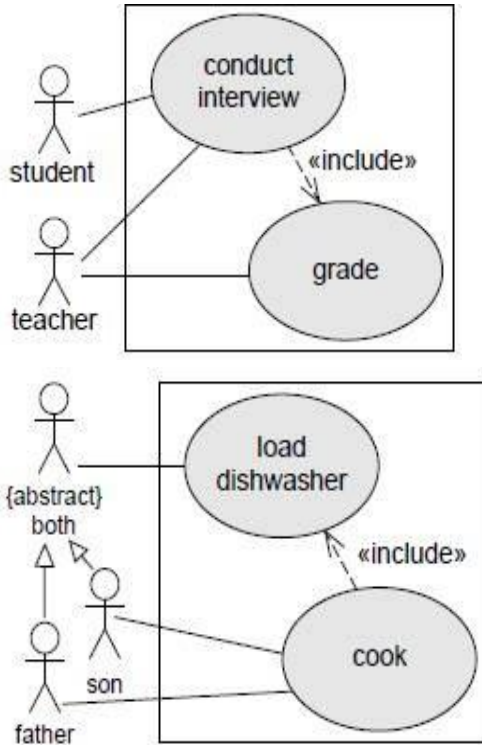 conduct
interview
student
«include»
grade
teacher
load
dishwasher
{abstract}
both
«include»
cook
son
father